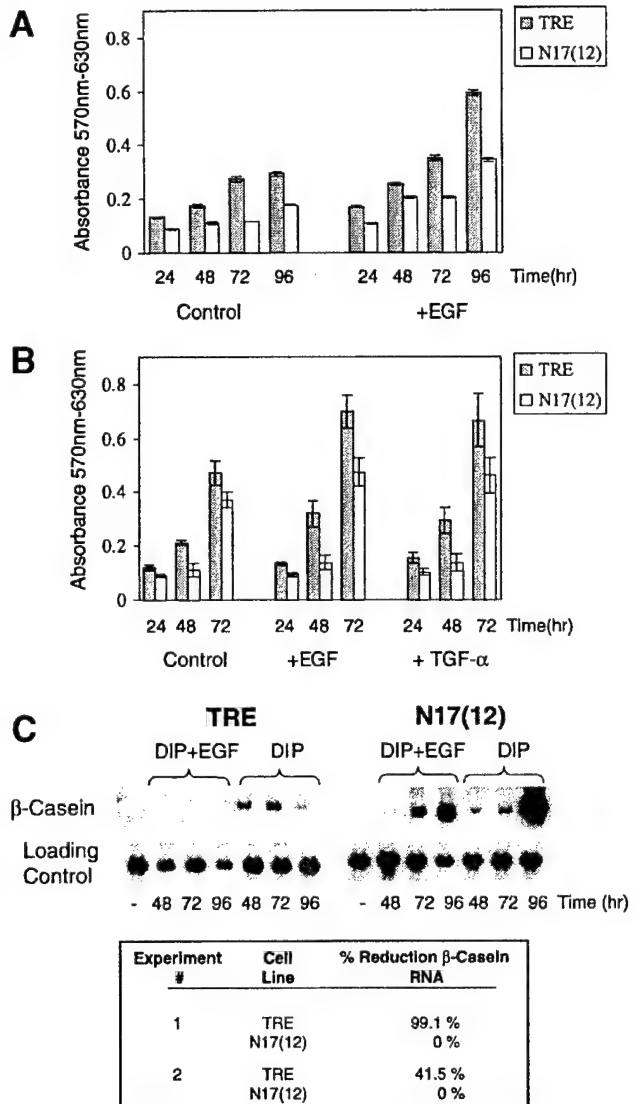 A
Absorbance 570nm-630nm
0.8
0.6
0.4
0.2
0
TRE
N17(12)
24 48 72 96 24 48 72 96 Time(hr)
Control +EGF
B
Absorbance 570nm-630nm
0.8
0.6
0.4
0.2
0
TRE
N17(12)
24 48 72 24 48 72 24 48 72 Time(hr)
Control +EGF + TGF-α
C
TRE N17(12)
DIP+EGF DIP DIP+EGF DIP
β-Casein
Loading
Control
- 48 72 96 48 72 96 - 48 72 96 48 72 96 Time (hr)
Experiment Cell % Reduction β-Casein
# Line RNA
1 TRE 99.1 %
N17(12) 0 %
2 TRE 41.5 %
N17(12) 0 %